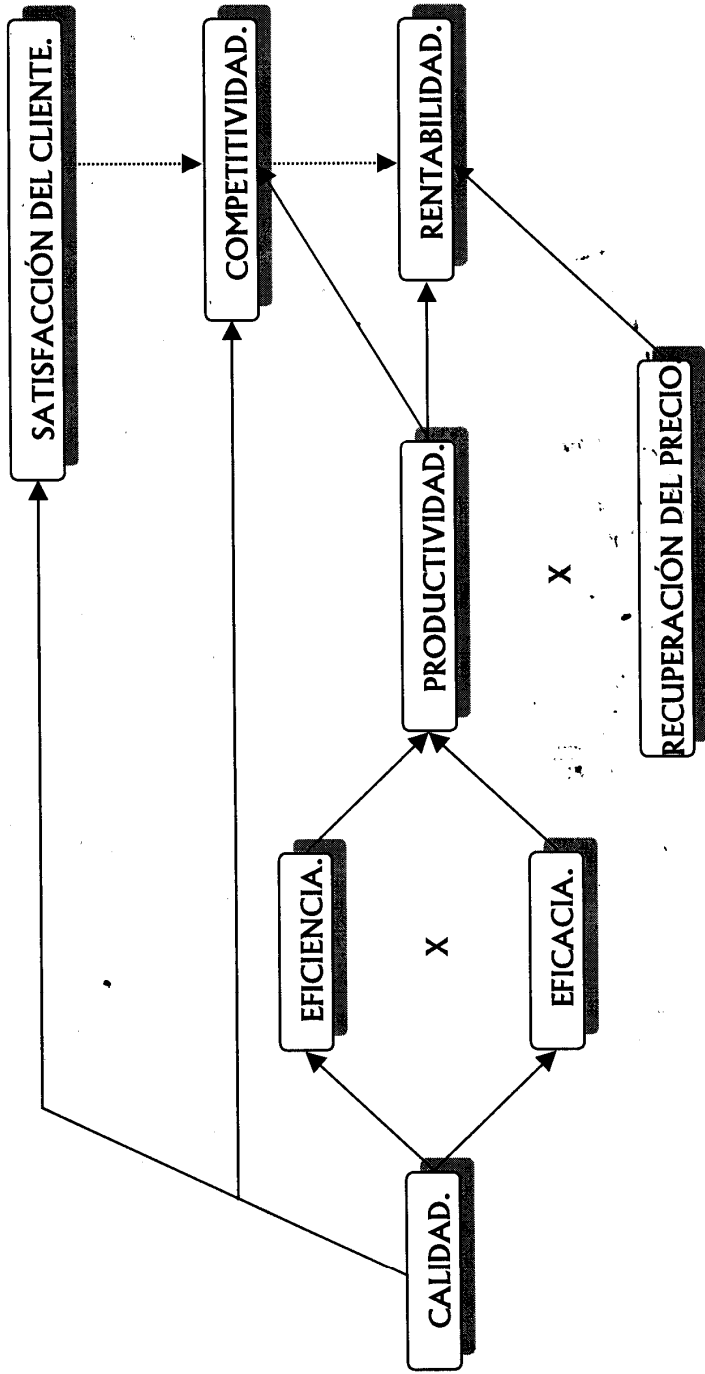 SATISFACCIÓN DEL CLIENTE.
COMPETITIVIDAD.
RENTABILIDAD.
PRODUCTIVIDAD.
X
RECUPERACIÓN DEL PRECIO
EFICIENCIA.
X
EFICACIA.
CALIDAD.